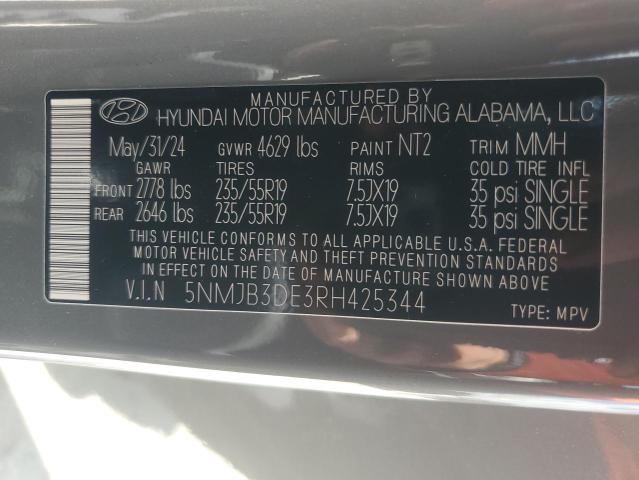 MANUFACTURED BY
HYUNDAI MOTOR MANUFACTURING ALABAMA, LLC
May/31/24 GVWR 4629 lbs PAINT NT2 TRIM MMH
GAWR TIRES RIMS COLD TIRE INFL
FRONT 2778 lbs 235/55R19 7.5JX19 35 psi SINGLE
REAR 2646 lbs 235/55R19 7.5JX19 35 psi SINGLE
THIS VEHICLE CONFORMS TO ALL APPLICABLE U.S.A. FEDERAL
MOTOR VEHICLE SAFETY AND THEFT PREVENTION STANDARDS
IN EFFECT ON THE DATE OF MANUFACTURE SHOWN ABOVE.
V.I.N 5NMJB3DE3RH425344
TYPE: MPV